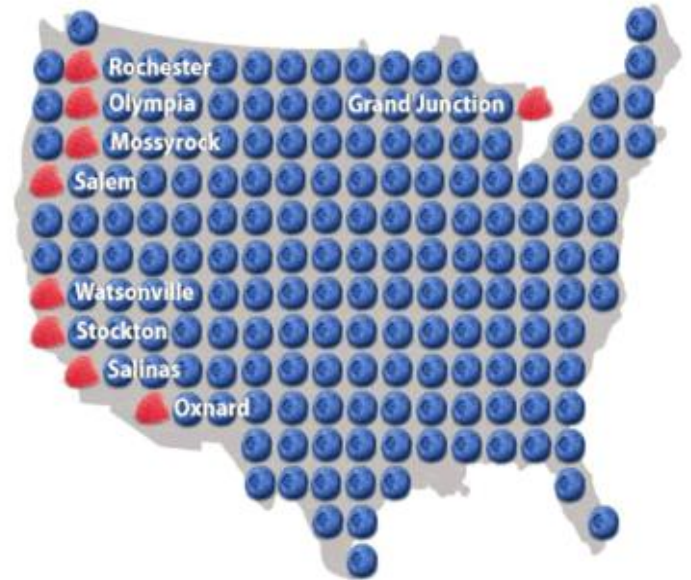 Rochester
Olympia
Grand Junction
Mossyrock
Salem
Watsonville
Stockton
Salinas
Oxnard